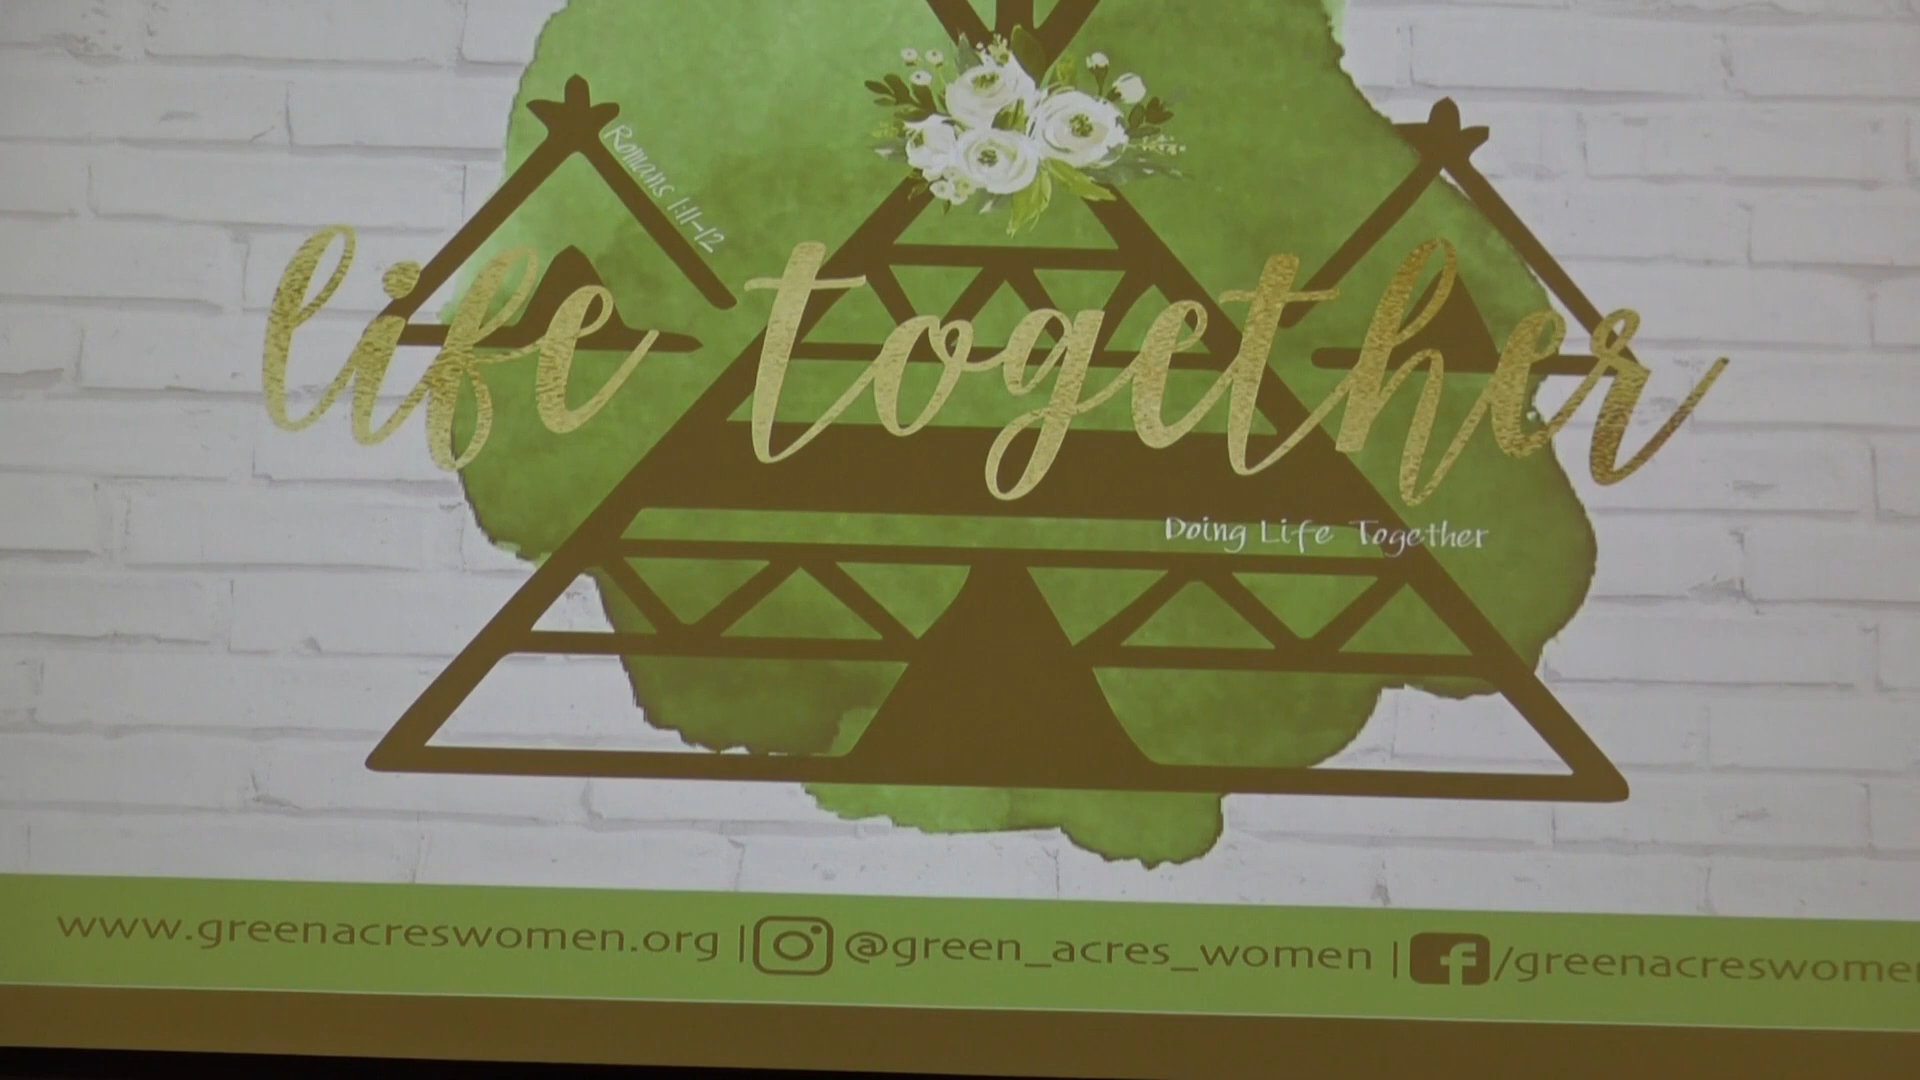 Romans 1:11-12
life together
Doing Life Together
www.greenacreswomen.org | @green_acres_women | /greenacreswomen